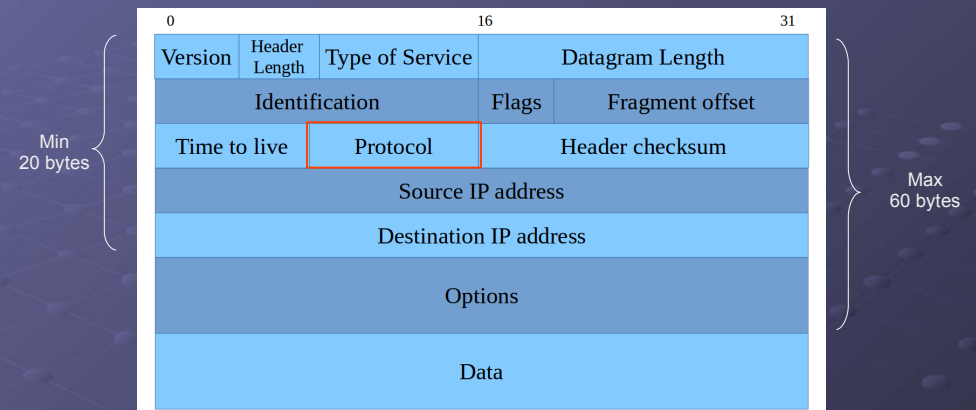 0 16 31
Version Header Length Type of Service Datagram Length
Identification Flags Fragment offset
Min
20 bytes
Time to live Protocol Header checksum
Source IP address
Max
60 bytes
Destination IP address
Options
Data